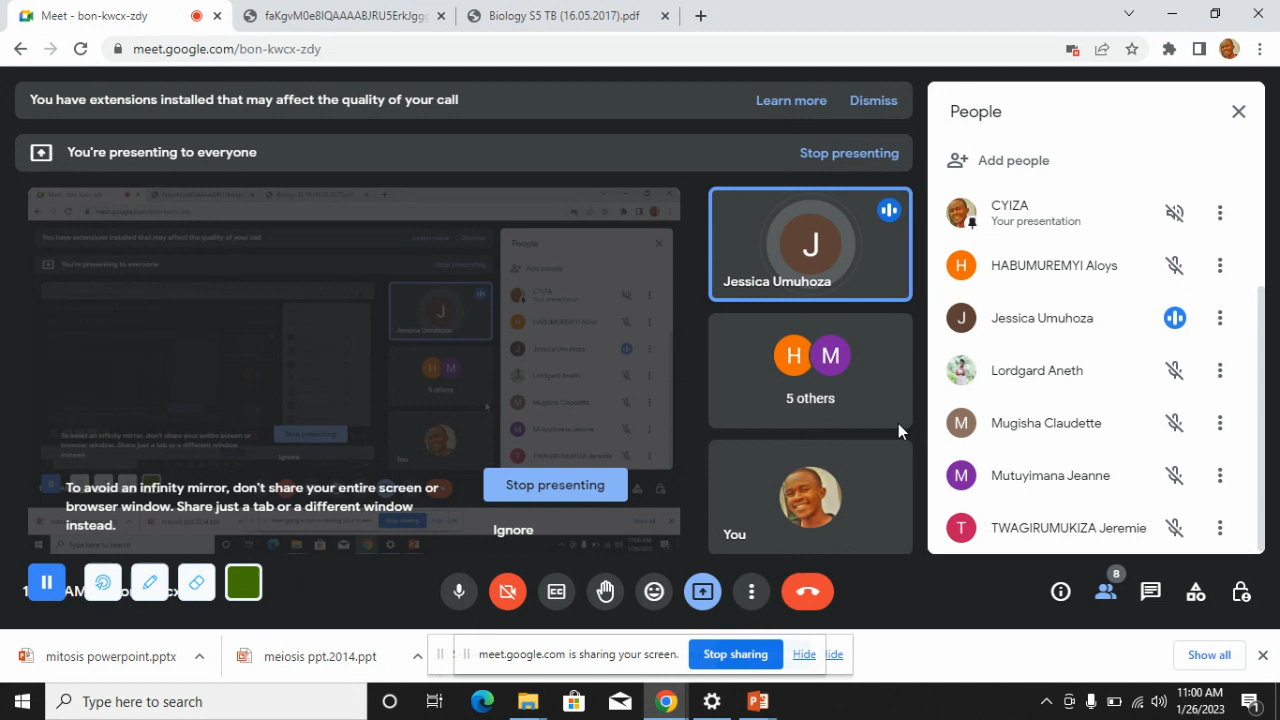 Meet - bon-kwcx-zdy
faKgvM0e8IQAAAABJRU5ErkJggg
Biology S5 TB (16.05.2017).pdf
meet.google.com/bon-kwcx-zdy
You have extensions installed that may affect the quality of your call
Learn more
Dismiss
You're presenting to everyone
Stop presenting
Jessica Umuhoza
H
M
5 others
You
J
People
Add people
CYIZA
Your presentation
H
HABUMUREMYI Aloys
J
Jessica Umuhoza
Lordgard Aneth
M
Mugisha Claudette
M
Mutuyimana Jeanne
T
TWAGIRUMUKIZA Jeremie
To avoid an infinity mirror, don't share your entire screen or
browser window. Share just a tab or a different window
instead.
Stop presenting
Ignore
8
mitosis powerpoint.pptx
meiosis ppt.2014.ppt
meet.google.com is sharing your screen.
Stop sharing
Hide
Show all
Type here to search
11:00 AM
1/26/2023